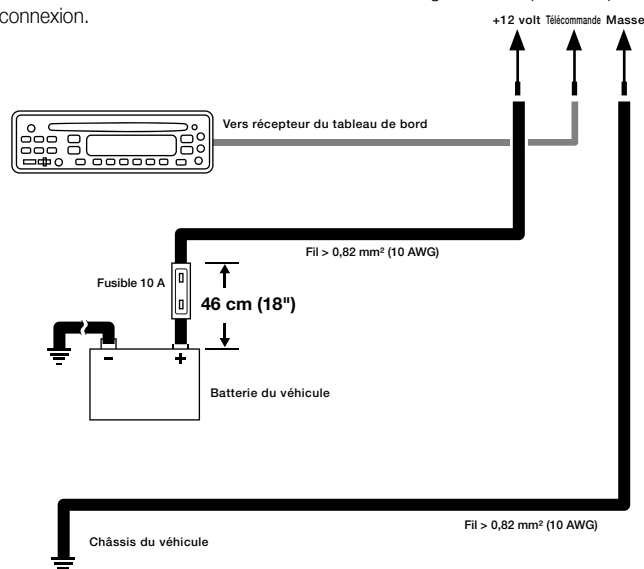 connexion.
+12 volt Télécommande Masse
Vers récepteur du tableau de bord
Fil > 0,82 mm² (10 AWG)
Fusible 10 A
46 cm (18")
- +
Batterie du véhicule
Fil > 0,82 mm² (10 AWG)
Châssis du véhicule